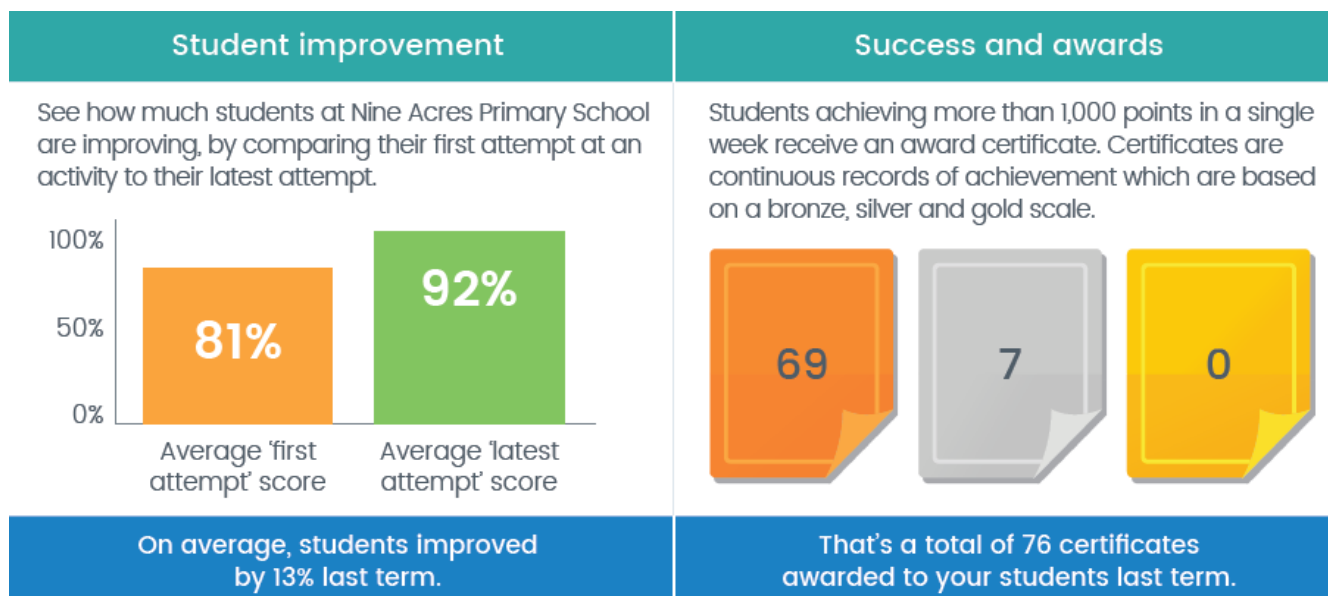 Student improvement
See how much students at Nine Acres Primary School
are improving, by comparing their first attempt at an
activity to their latest attempt.
100%
50%
0%
81%
92%
Average ‘first
attempt’ score
Average ‘latest
attempt’ score
On average, students improved
by 13% last term.
Success and awards
Students achieving more than 1,000 points in a single
week receive an award certificate. Certificates are
continuous records of achievement which are based
on a bronze, silver and gold scale.
69
7
0
That’s a total of 76 certificates
awarded to your students last term.